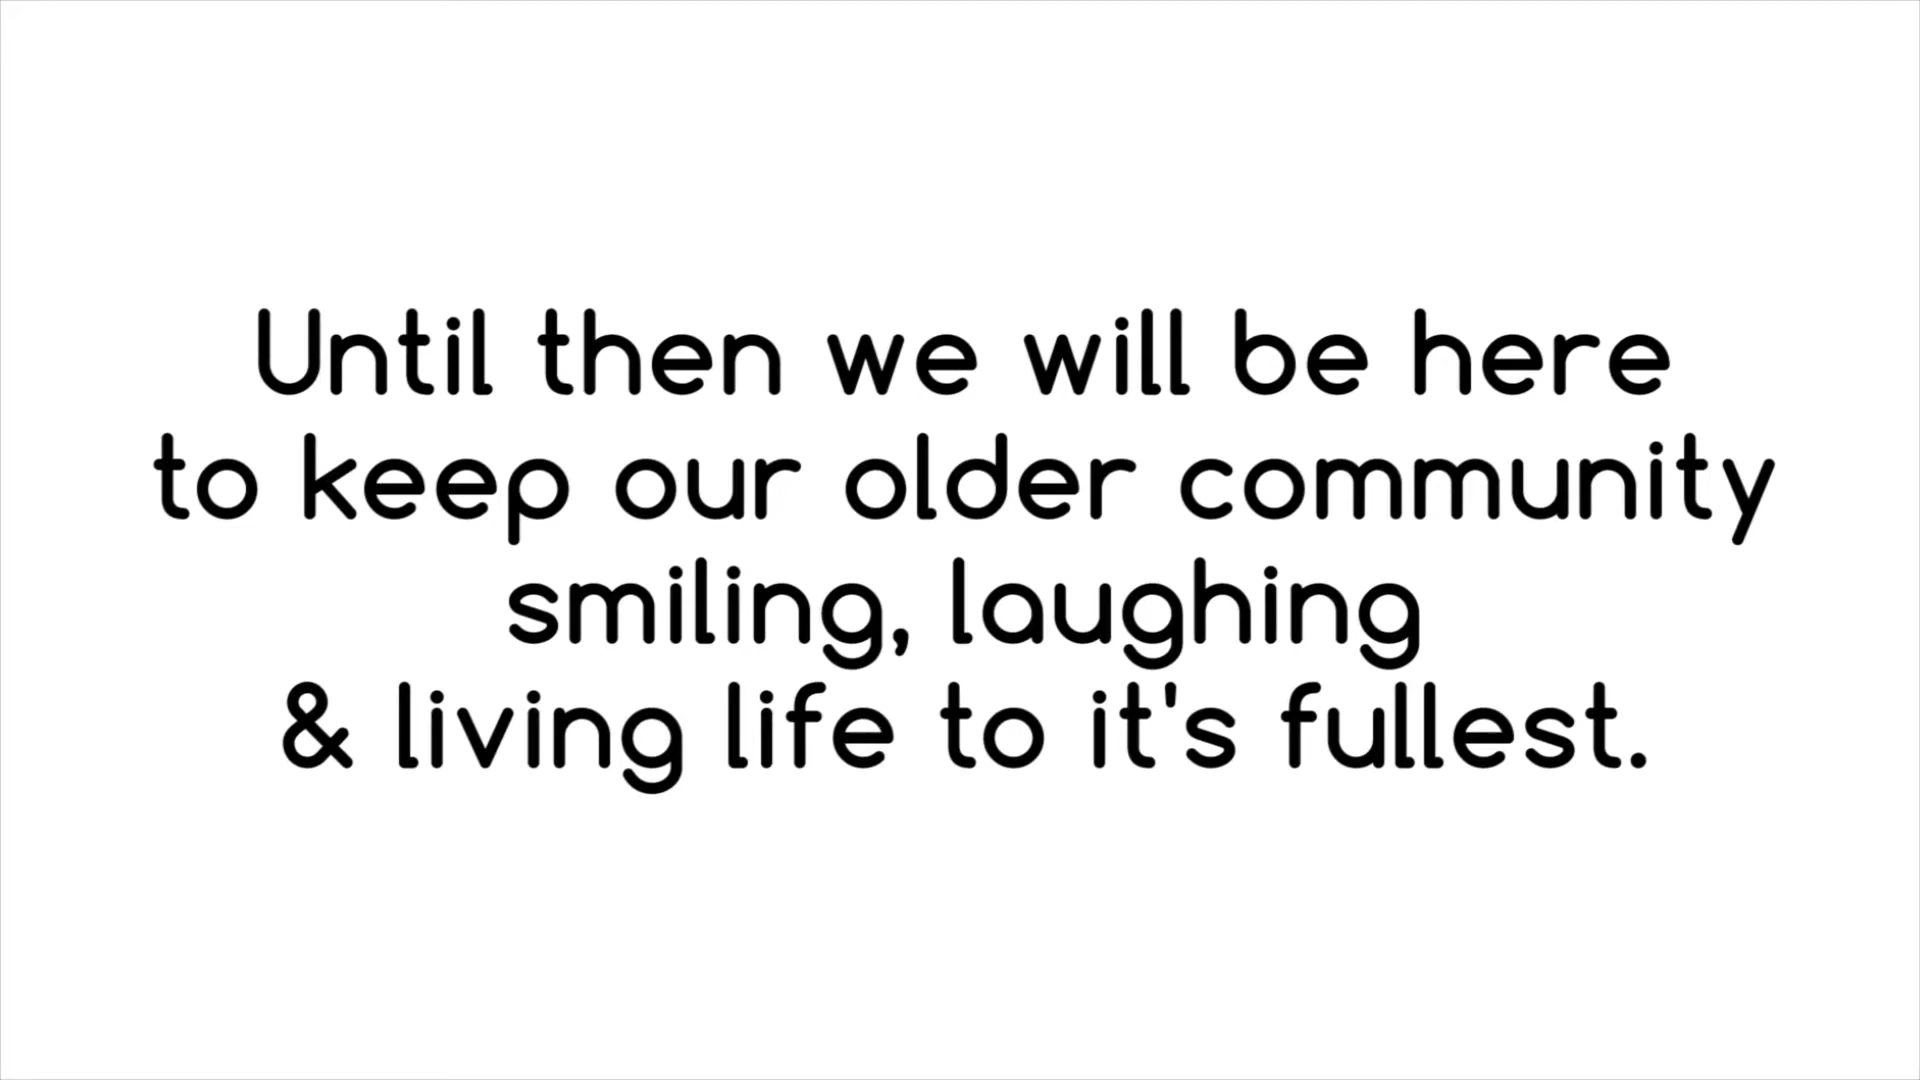 Until then we will be here
to keep our older community
smiling, laughing
& living life to it's fullest.